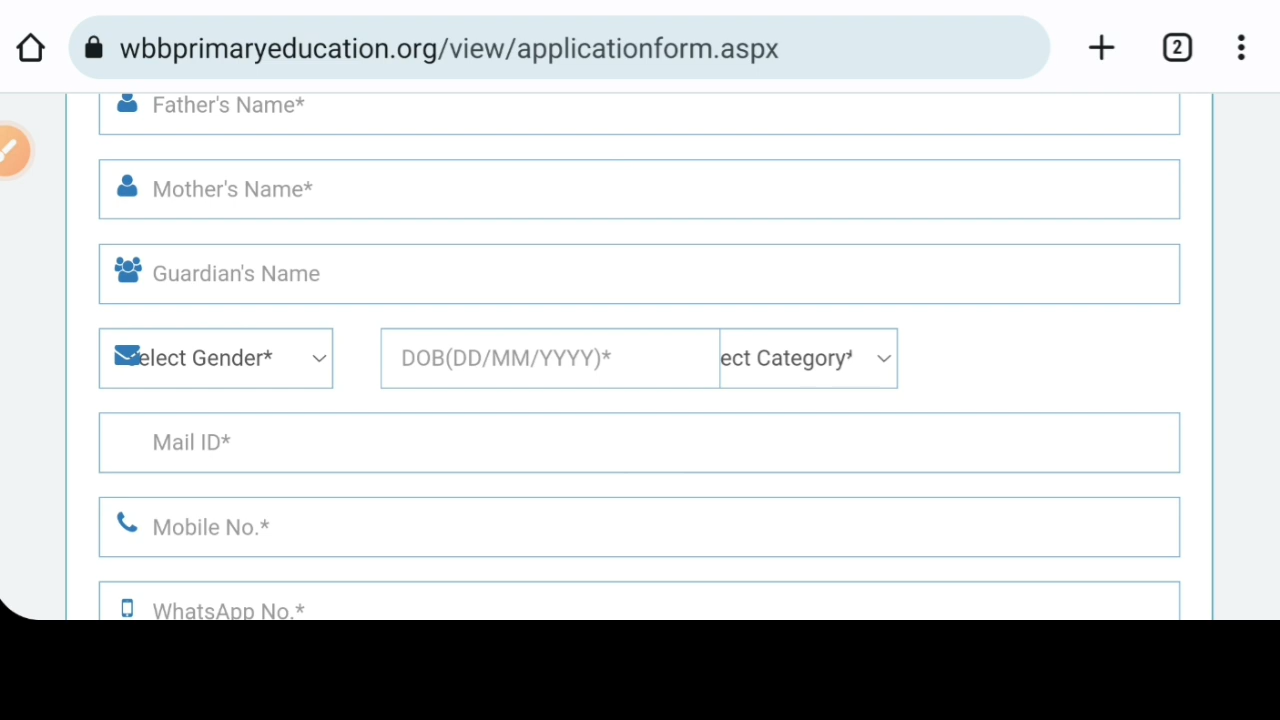 wbbprimaryeducation.org/view/applicationform.aspx
2
Father's Name*
Mother's Name*
Guardian's Name
elect Gender* DOB(DD/MM/YYYY)* ect Category*
Mail ID*
Mobile No.*
WhatsApp No.*